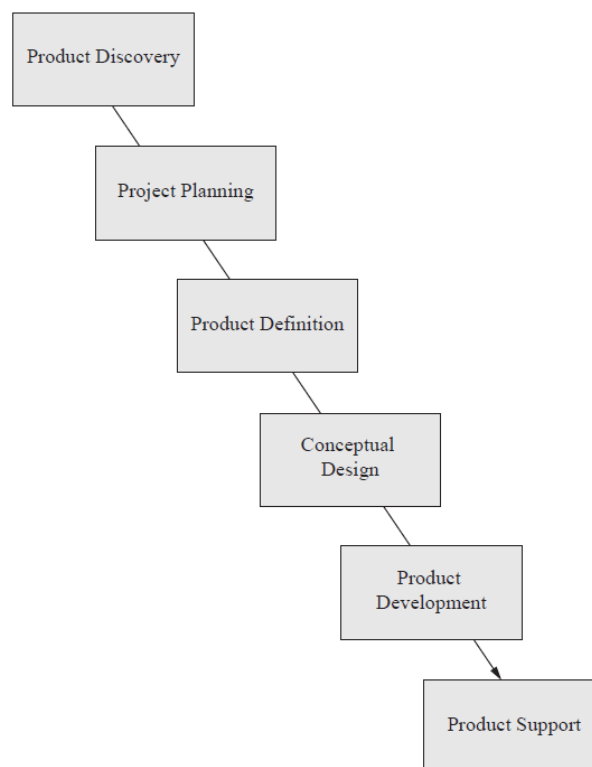 Product Discovery
Project Planning
Product Definition
Conceptual
Design
Product
Development
Product Support